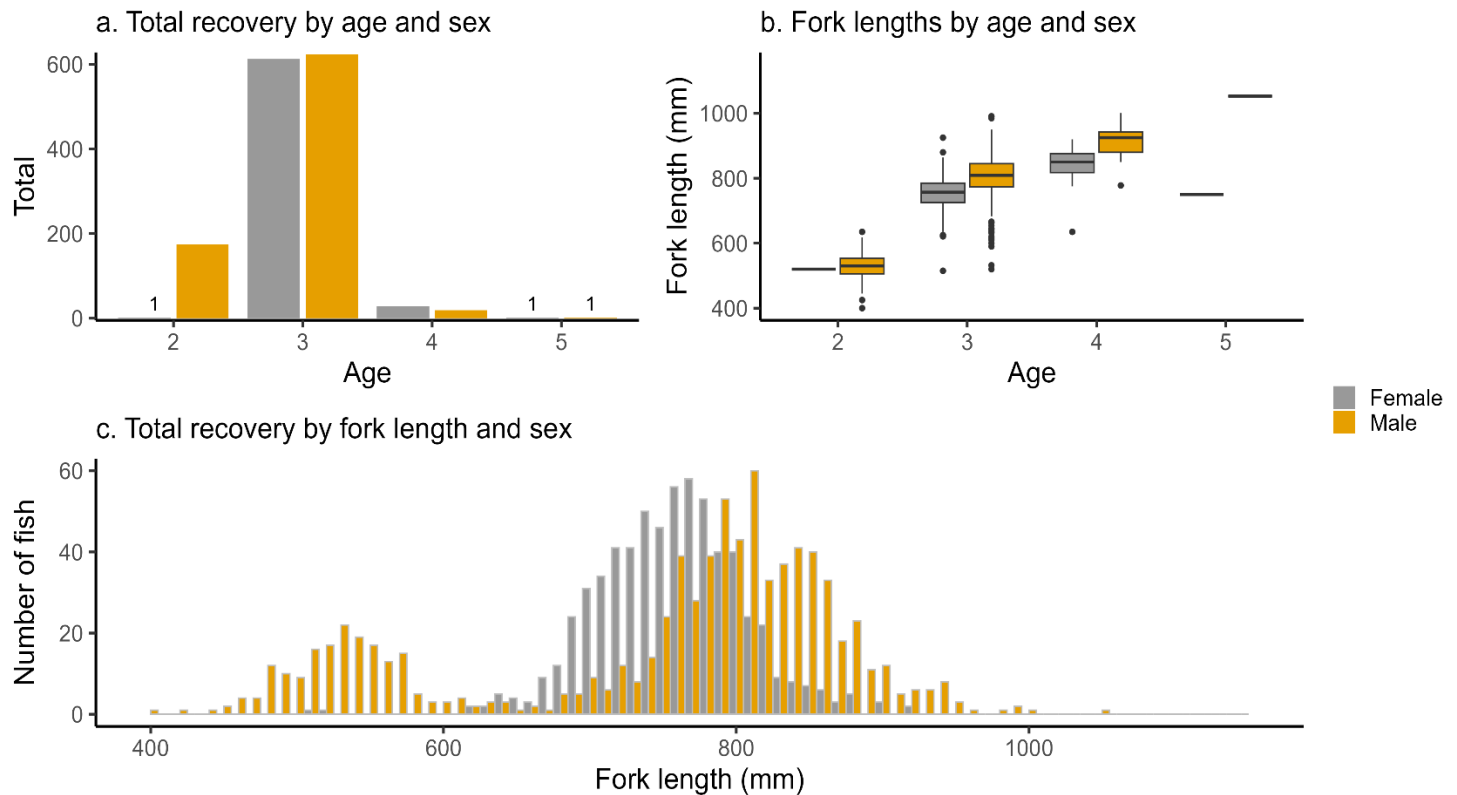 a. Total recovery by age and sex
600
400
200
0
Total
1
1
1
2
3
4
5
Age
b. Fork lengths by age and sex
1000
800
600
400
Fork length (mm)
2
3
4
5
Age
Female
Male
c. Total recovery by fork length and sex
60
40
20
0
Number of fish
400
600
800
1000
Fork length (mm)